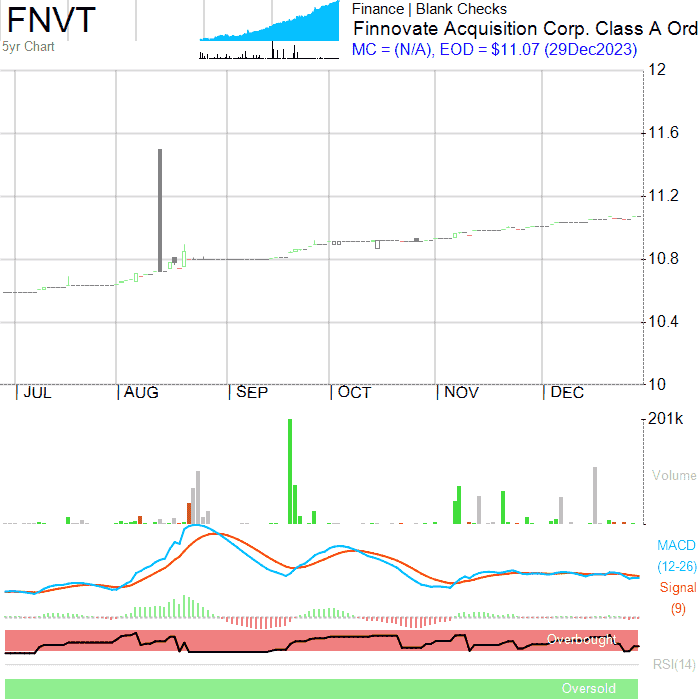 FNVT
5yr Chart
Finance | Blank Checks
Finnovate Acquisition Corp. Class A Ord
MC = (N/A), EOD = $11.07 (29Dec2023)
12
11.6
11.2
10.8
10.4
10
JUL AUG SEP OCT NOV DEC
201k
Volume
MACD
(12-26)
Signal
(9)
Overbought
RSI(14)
Oversold